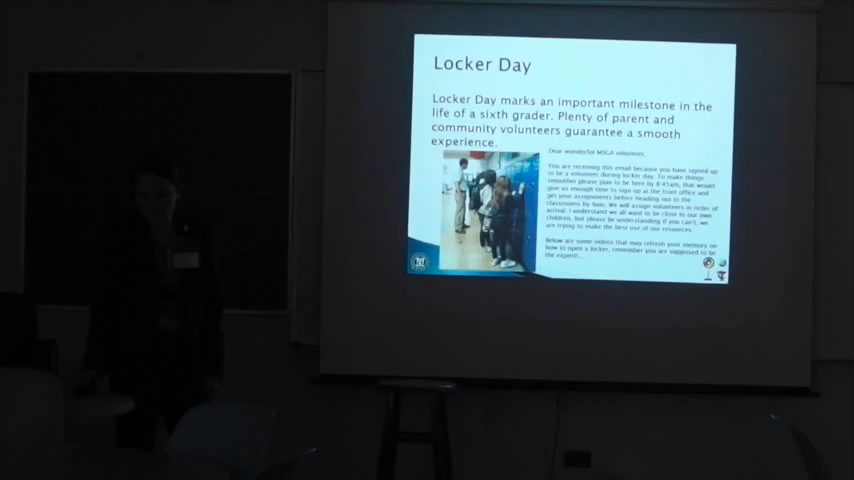 Locker Day
Locker Day marks an important milestone in the
life of a sixth grader. Plenty of parent and
community volunteers guarantee a smooth
experience.
Dear wonderful MSGA volunteer,
You are receiving this email because you have signed up
to be a volunteer during locker day. To make things
smoother please plan to be here by 8:45am, that would
give us enough time to sign up at the front office and
get your assignments before heading out to the
classrooms by 9am. We will assign volunteers in order of
arrival. I understand we all want to be close to our own
children, but please be understanding if you can't, we
are trying to make the best use of our resources.
Below are some videos that may refresh your memory on
how to open a locker, remember you are supposed to be
the expert!...